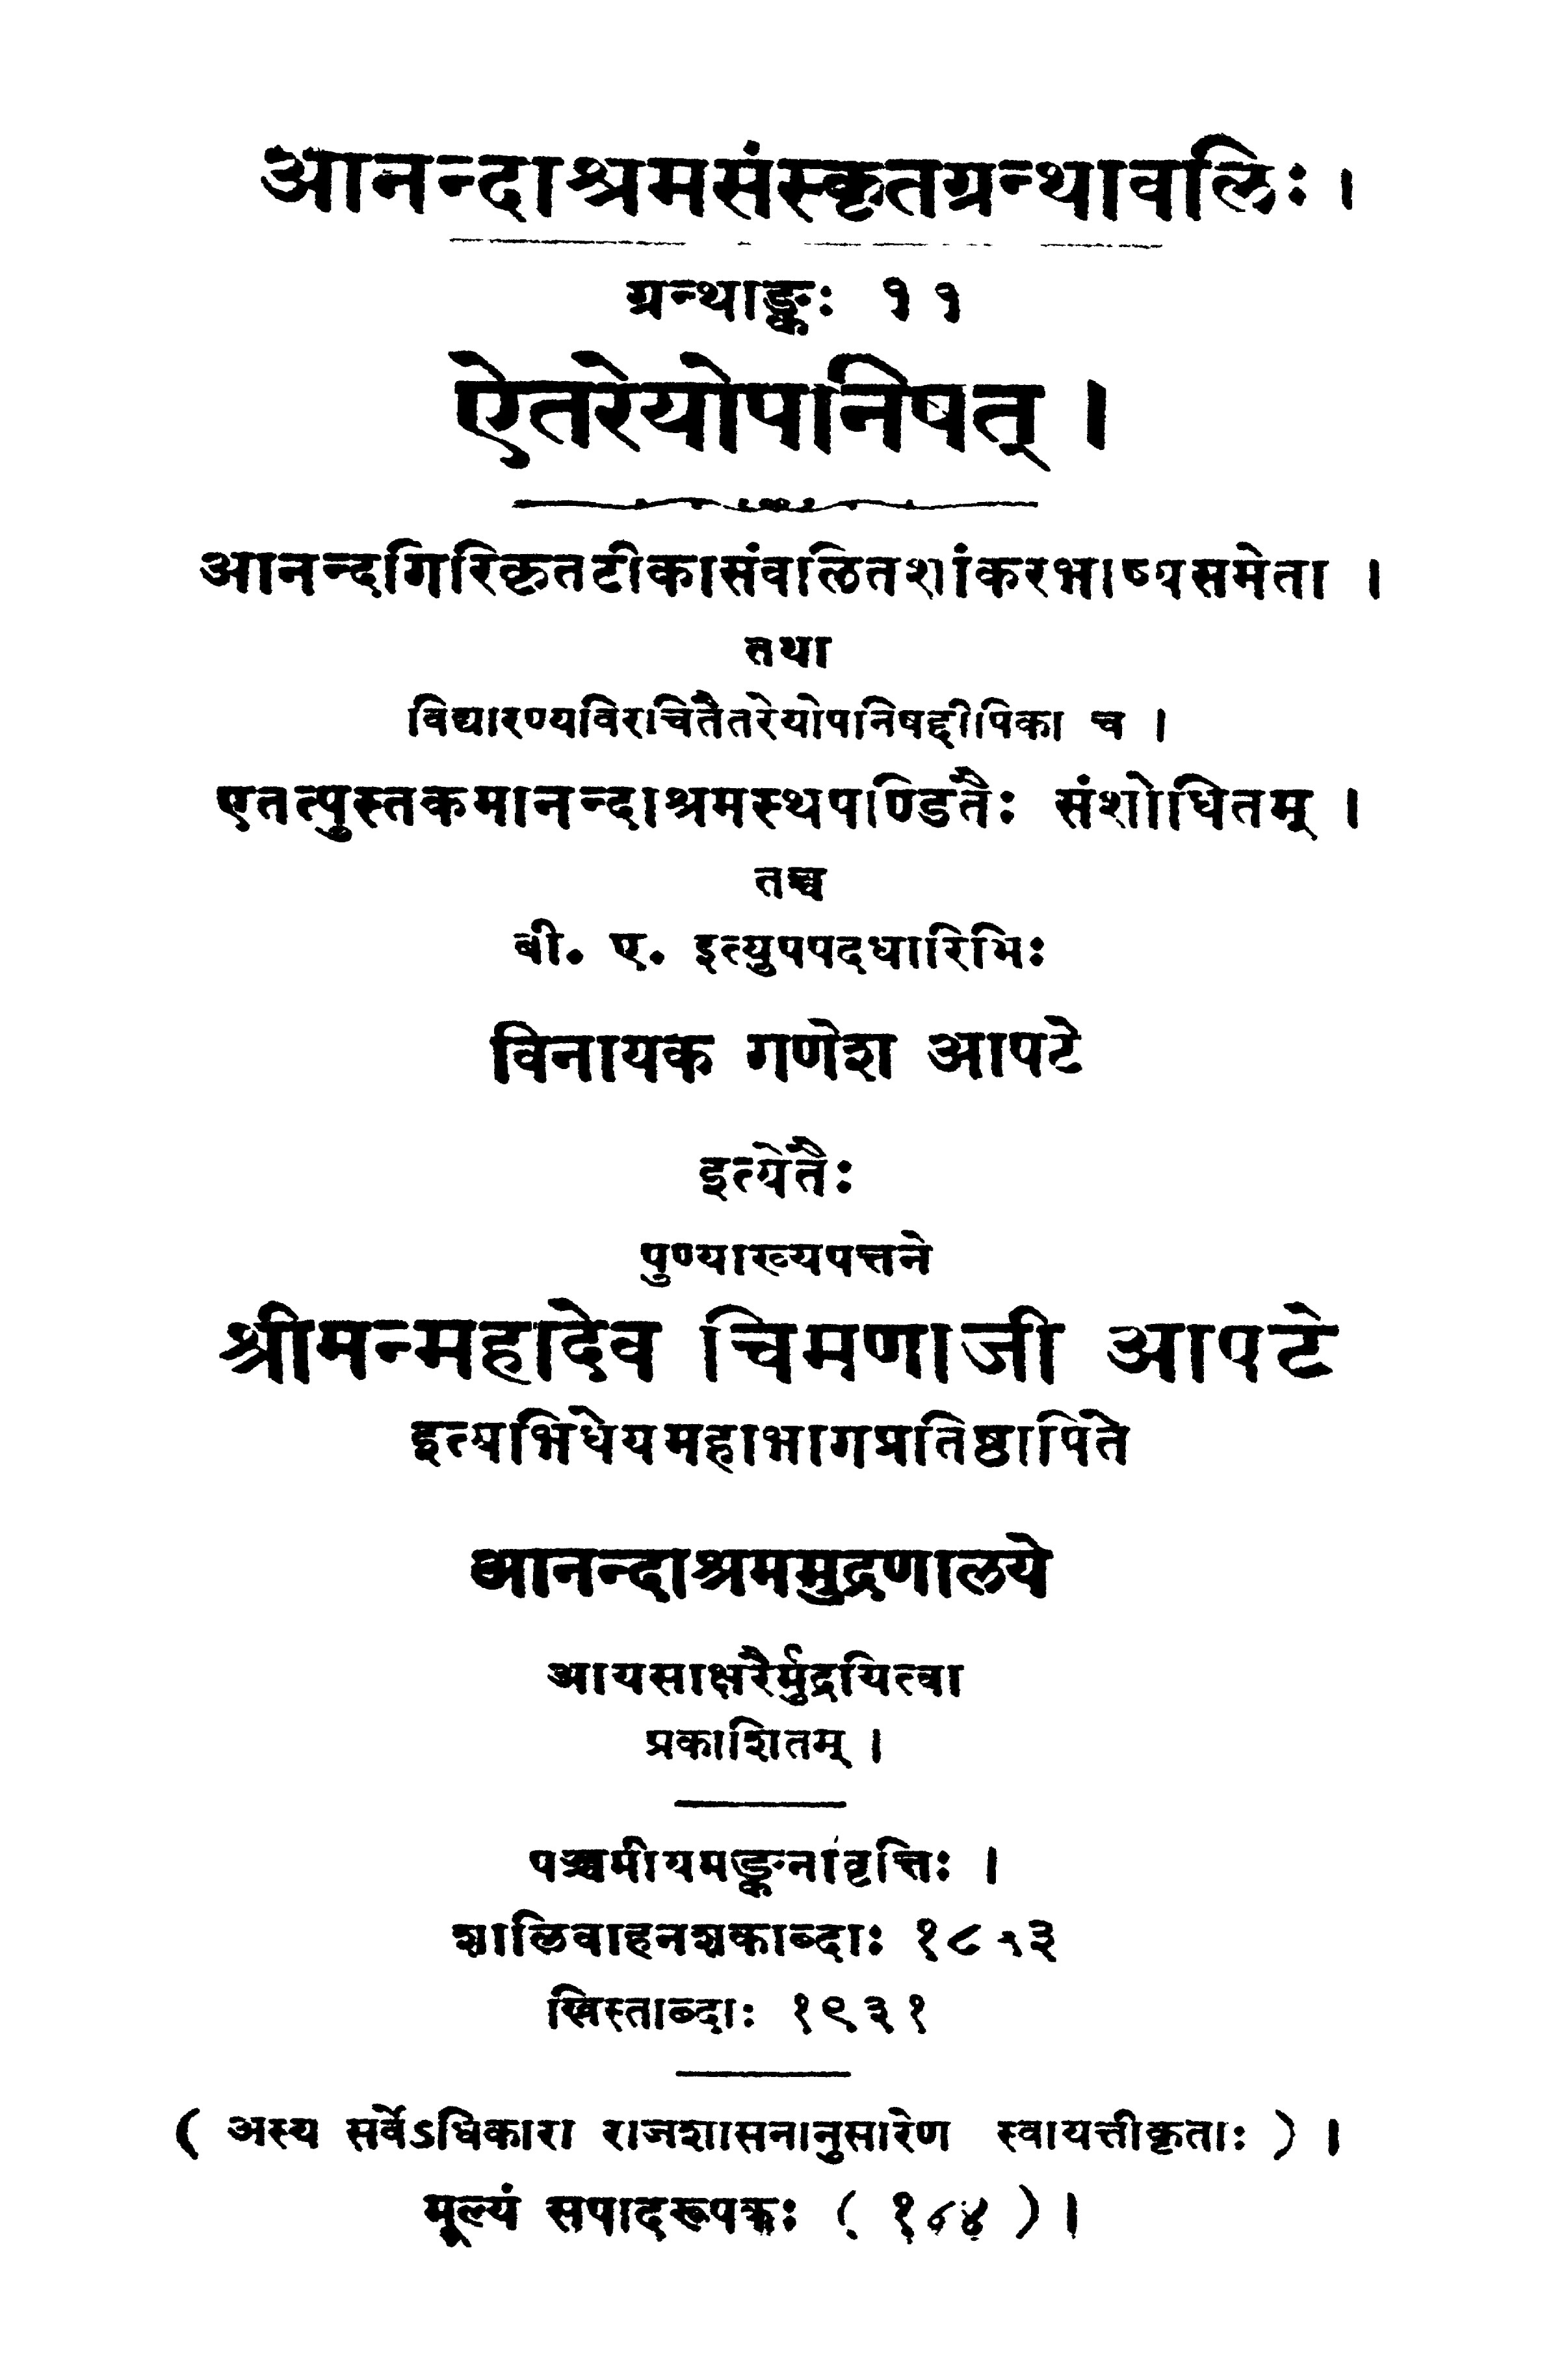 आनन्दाश्रमसंस्कृतग्रन्थावलिः ।
ग्रन्थाङ्कः ११
ऐतरेयोपनिषत् ।
आनन्दगिरिकृतटीकासंवलितशांकरभाष्यसमेता ।
तथा
विद्यारण्यविरचितैतरेयोपनिषद्दीपिका च ।
एतत्पुस्तकमानन्दाश्रमस्थपण्डितैः संशोधितम् ।
तच्च
बी. ए. इत्युपपदधारिभिः
विनायक गणेश आपटे
इत्येतैः
पुण्याख्यपत्तने
श्रीमन्महादेव चिमणाजी आपटे
इत्यभिधेयमहाभागप्रतिष्ठापिते
आनन्दाश्रममुद्रणालये
आयसाक्षरैर्मुद्रयित्वा
प्रकाशितम् ।
पञ्चमीयमङ्कनावृत्तिः ।
शालिवाहनशकाब्दाः
ख्रिस्ताब्दाः १९३१
( अस्य सर्वेऽधिकारा राजशासनानुसारेण स्वायत्तीकृताः ) ।
मूल्यं सपादरूपकः